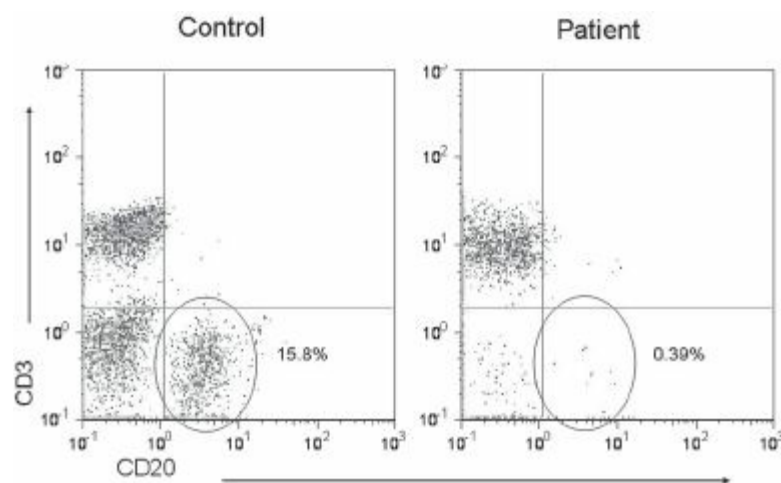 Control Patient
10³ 10³
10² 10²
10¹ 10¹
10⁰ 10⁰
15.8% 0.39%
CD3
10⁻¹ 10⁻¹
10⁻¹ 10⁰ 10¹ 10² 10³ 10⁻¹ 10⁰ 10¹ 10² 10³
CD20